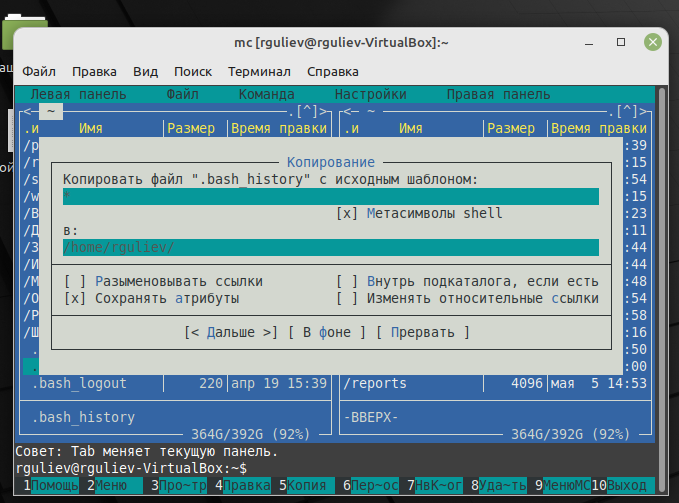 mc [rguliev@rguliev-VirtualBox]:~
Файл Правка Вид Поиск Терминал Справка
Левая панель Файл Команда Настройки Правая панель
<─ ~ .[^]> <─ ~ .[^]>
.и Имя Размер Время правки .и Имя Размер Время правки
/р :39
/r Копирование :15
/s Копировать файл ".bash_history" с исходным шаблоном: :54
/w * :15
/В [x] Метасимволы shell :23
/Д в: :11
/З /home/rguliev/ :44
/И :44
/М [ ] Разыменовывать ссылки [ ] Внутрь подкаталога, если есть :48
/О [x] Сохранять атрибуты [ ] Изменять относительные ссылки :54
/Р :58
/Ш [< Дальше >] [ В фоне ] [ Прервать ] :16
. :50
. :00
.bash_logout 220 апр 19 15:39 /reports 4096 мая 5 14:53
.bash_history -ВВЕРХ-
364G/392G (92%) 364G/392G (92%)
Совет: Tab меняет текущую панель.
rguliev@rguliev-VirtualBox:~$
1Помощь 2Меню 3Про~тр 4Правка 5Копия 6Пер~ос 7НвК~ог 8Уда~ть 9МенюMC 10Выход